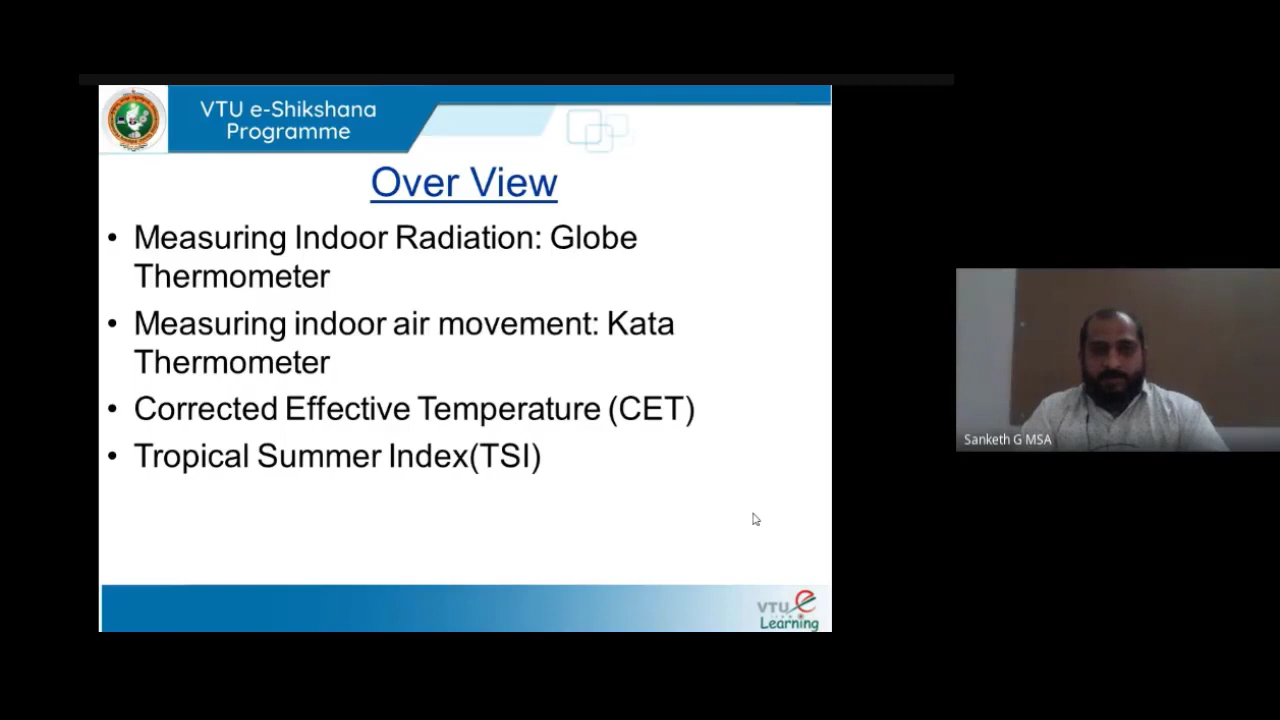 VTU e-Shikshana
Programme
Over View
• Measuring Indoor Radiation: Globe
Thermometer
• Measuring indoor air movement: Kata
Thermometer
• Corrected Effective Temperature (CET)
• Tropical Summer Index(TSI)
Sanketh G MSA
VTU e
Learning